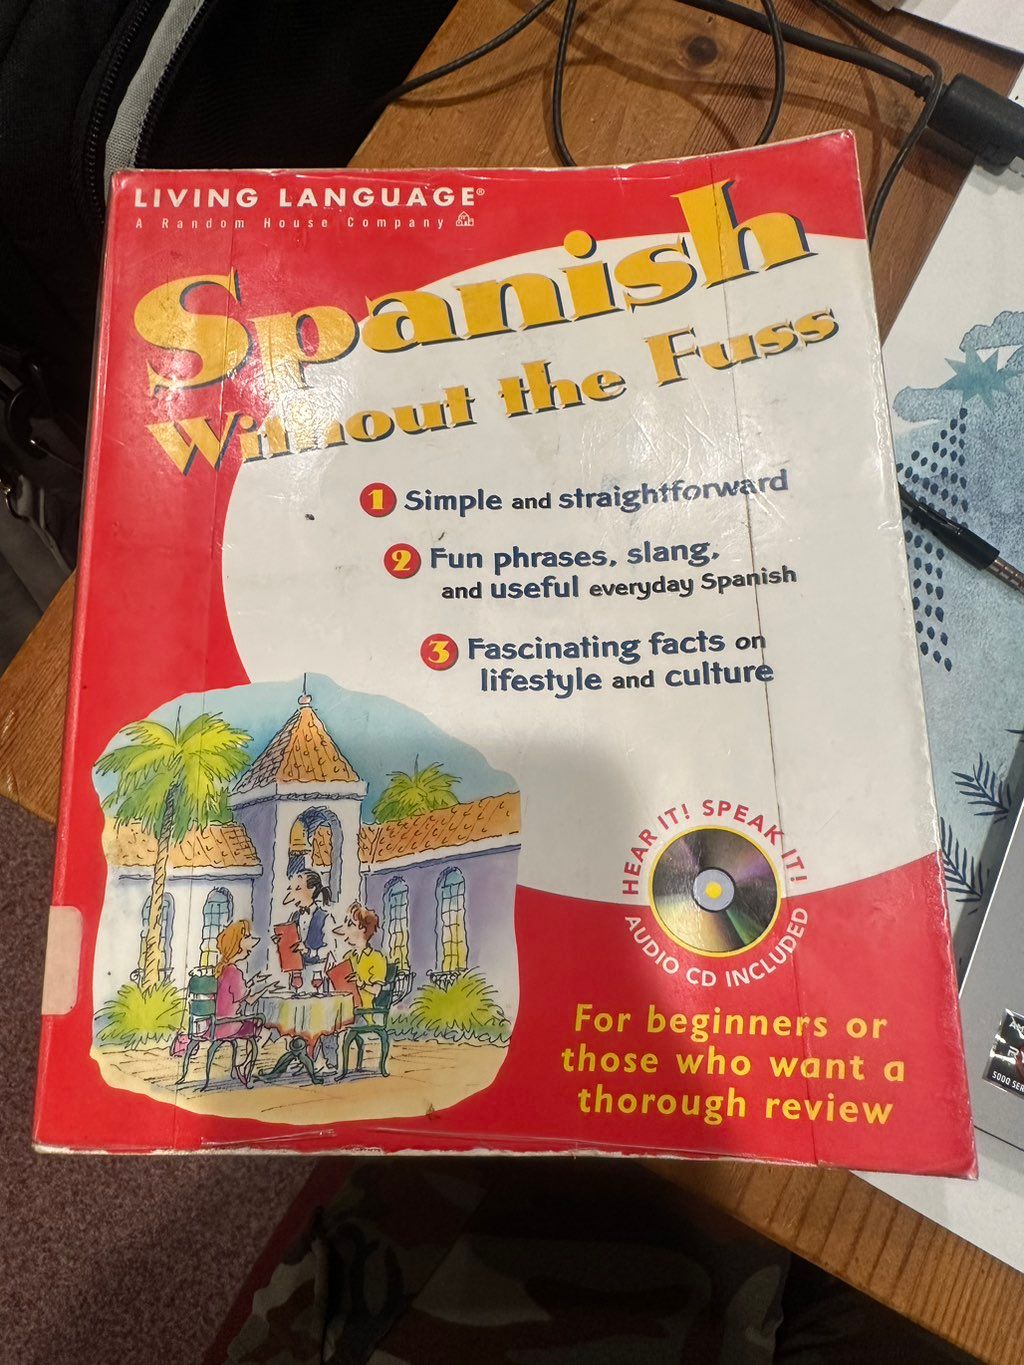 LIVING LANGUAGE®
A Random House Company
Spanish
Without the Fuss
1 Simple and straightforward
2 Fun phrases, slang,
and useful everyday Spanish
3 Fascinating facts on
lifestyle and culture
HEAR IT! SPEAK IT!
AUDIO CD INCLUDED
For beginners or
those who want a
thorough review